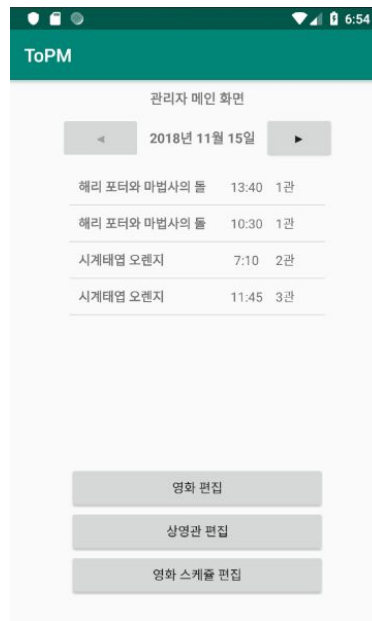 6:54
ToPM
관리자 메인 화면
◄ 2018년 11월 15일 ►
해리 포터와 마법사의 돌 13:40 1관
해리 포터와 마법사의 돌 10:30 1관
시계태엽 오렌지 7:10 2관
시계태엽 오렌지 11:45 3관
영화 편집
상영관 편집
영화 스케쥴 편집